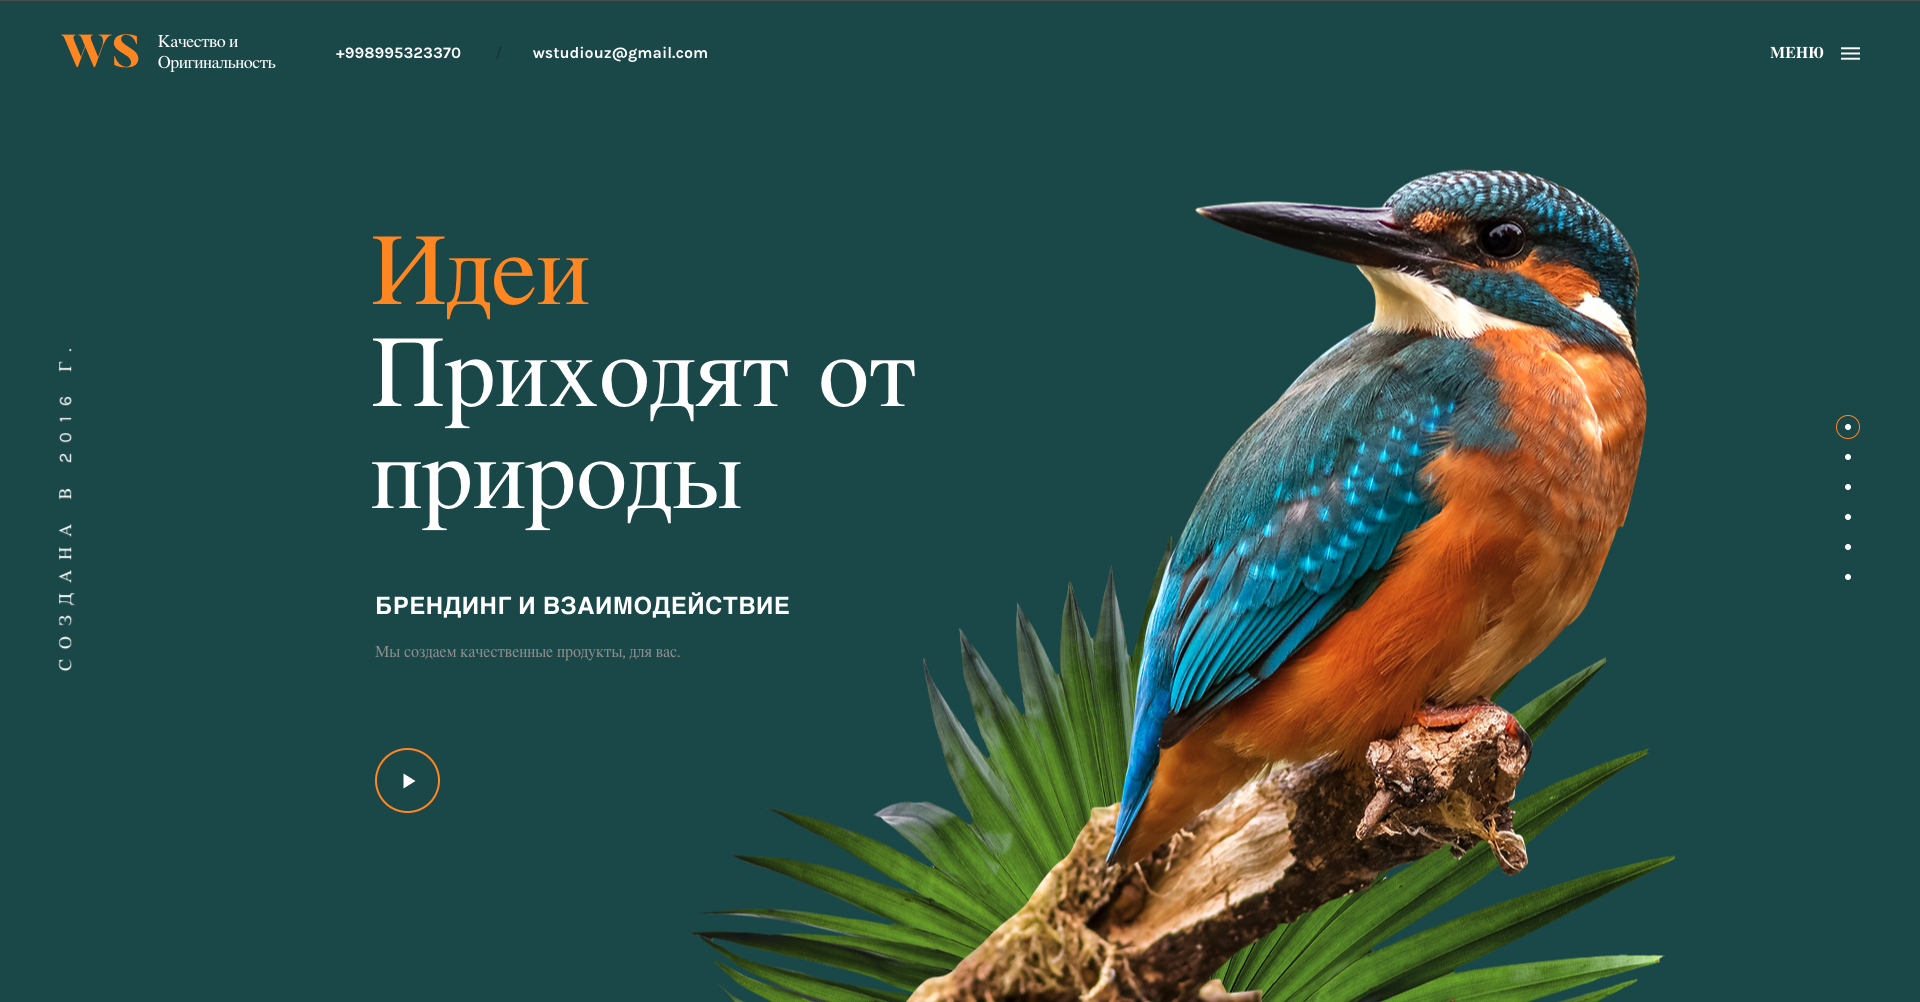 WS
Качество и
Оригинальность
+998995323370 / wstudiouz@gmail.com
МЕНЮ
СОЗДАНА В 2016 Г.
Идеи
Приходят от
природы
БРЕНДИНГ И ВЗАИМОДЕЙСТВИЕ
Мы создаем качественные продукты, для вас.